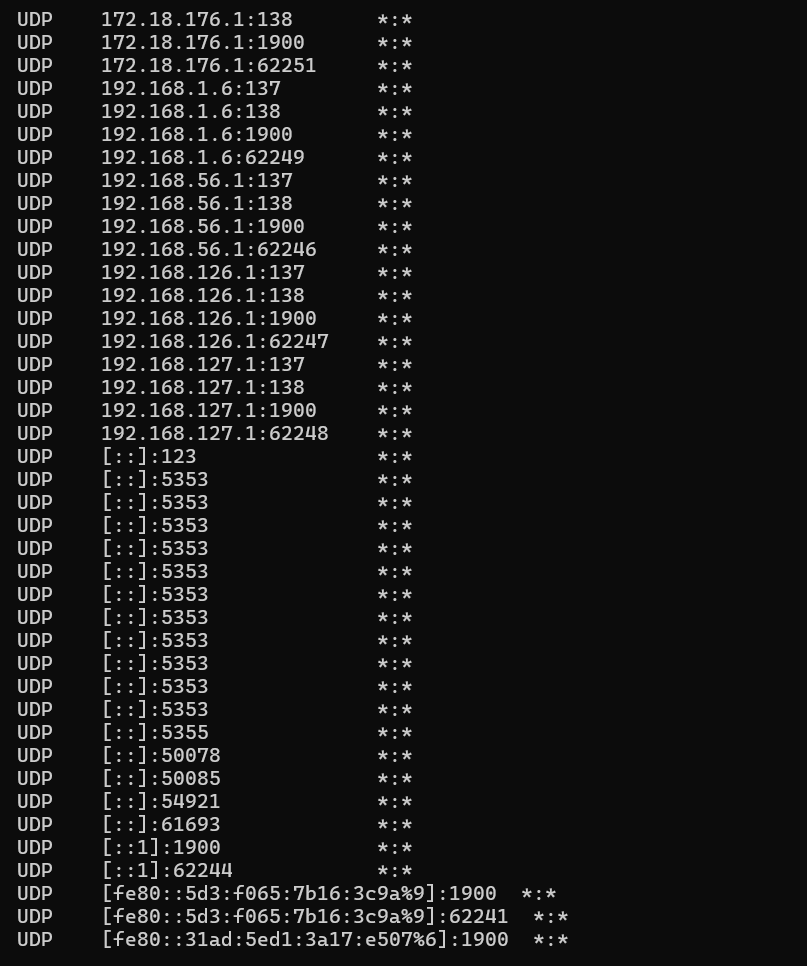 UDP    172.18.176.1:138       *:*
UDP    172.18.176.1:1900      *:*
UDP    172.18.176.1:62251     *:*
UDP    192.168.1.6:137        *:*
UDP    192.168.1.6:138        *:*
UDP    192.168.1.6:1900       *:*
UDP    192.168.1.6:62249      *:*
UDP    192.168.56.1:137       *:*
UDP    192.168.56.1:138       *:*
UDP    192.168.56.1:1900      *:*
UDP    192.168.56.1:62246     *:*
UDP    192.168.126.1:137      *:*
UDP    192.168.126.1:138      *:*
UDP    192.168.126.1:1900     *:*
UDP    192.168.126.1:62247    *:*
UDP    192.168.127.1:137      *:*
UDP    192.168.127.1:138      *:*
UDP    192.168.127.1:1900     *:*
UDP    192.168.127.1:62248    *:*
UDP    [::]:123               *:*
UDP    [::]:5353              *:*
UDP    [::]:5353              *:*
UDP    [::]:5353              *:*
UDP    [::]:5353              *:*
UDP    [::]:5353              *:*
UDP    [::]:5353              *:*
UDP    [::]:5353              *:*
UDP    [::]:5353              *:*
UDP    [::]:5353              *:*
UDP    [::]:5353              *:*
UDP    [::]:5353              *:*
UDP    [::]:5355              *:*
UDP    [::]:50078             *:*
UDP    [::]:50085             *:*
UDP    [::]:54921             *:*
UDP    [::]:61693             *:*
UDP    [::1]:1900             *:*
UDP    [::1]:62244            *:*
UDP    [fe80::5d3:f065:7b16:3c9a%9]:1900  *:*
UDP    [fe80::5d3:f065:7b16:3c9a%9]:62241  *:*
UDP    [fe80::31ad:5ed1:3a17:e507%6]:1900  *:*